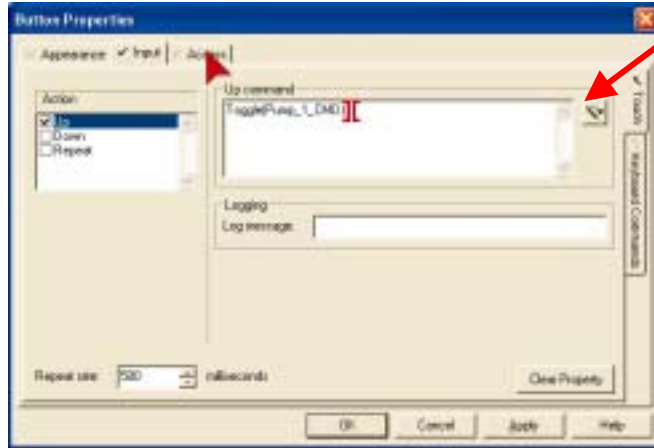 Button Properties
Appearance Input Access
Action
Up
Down
Repeat
Up command
Toggle(Pump_1_CMD)
Logging
Log message:
Touch
Keyboard Commands
Repeat rate: 500 milliseconds
Clear Property
OK Cancel Apply Help